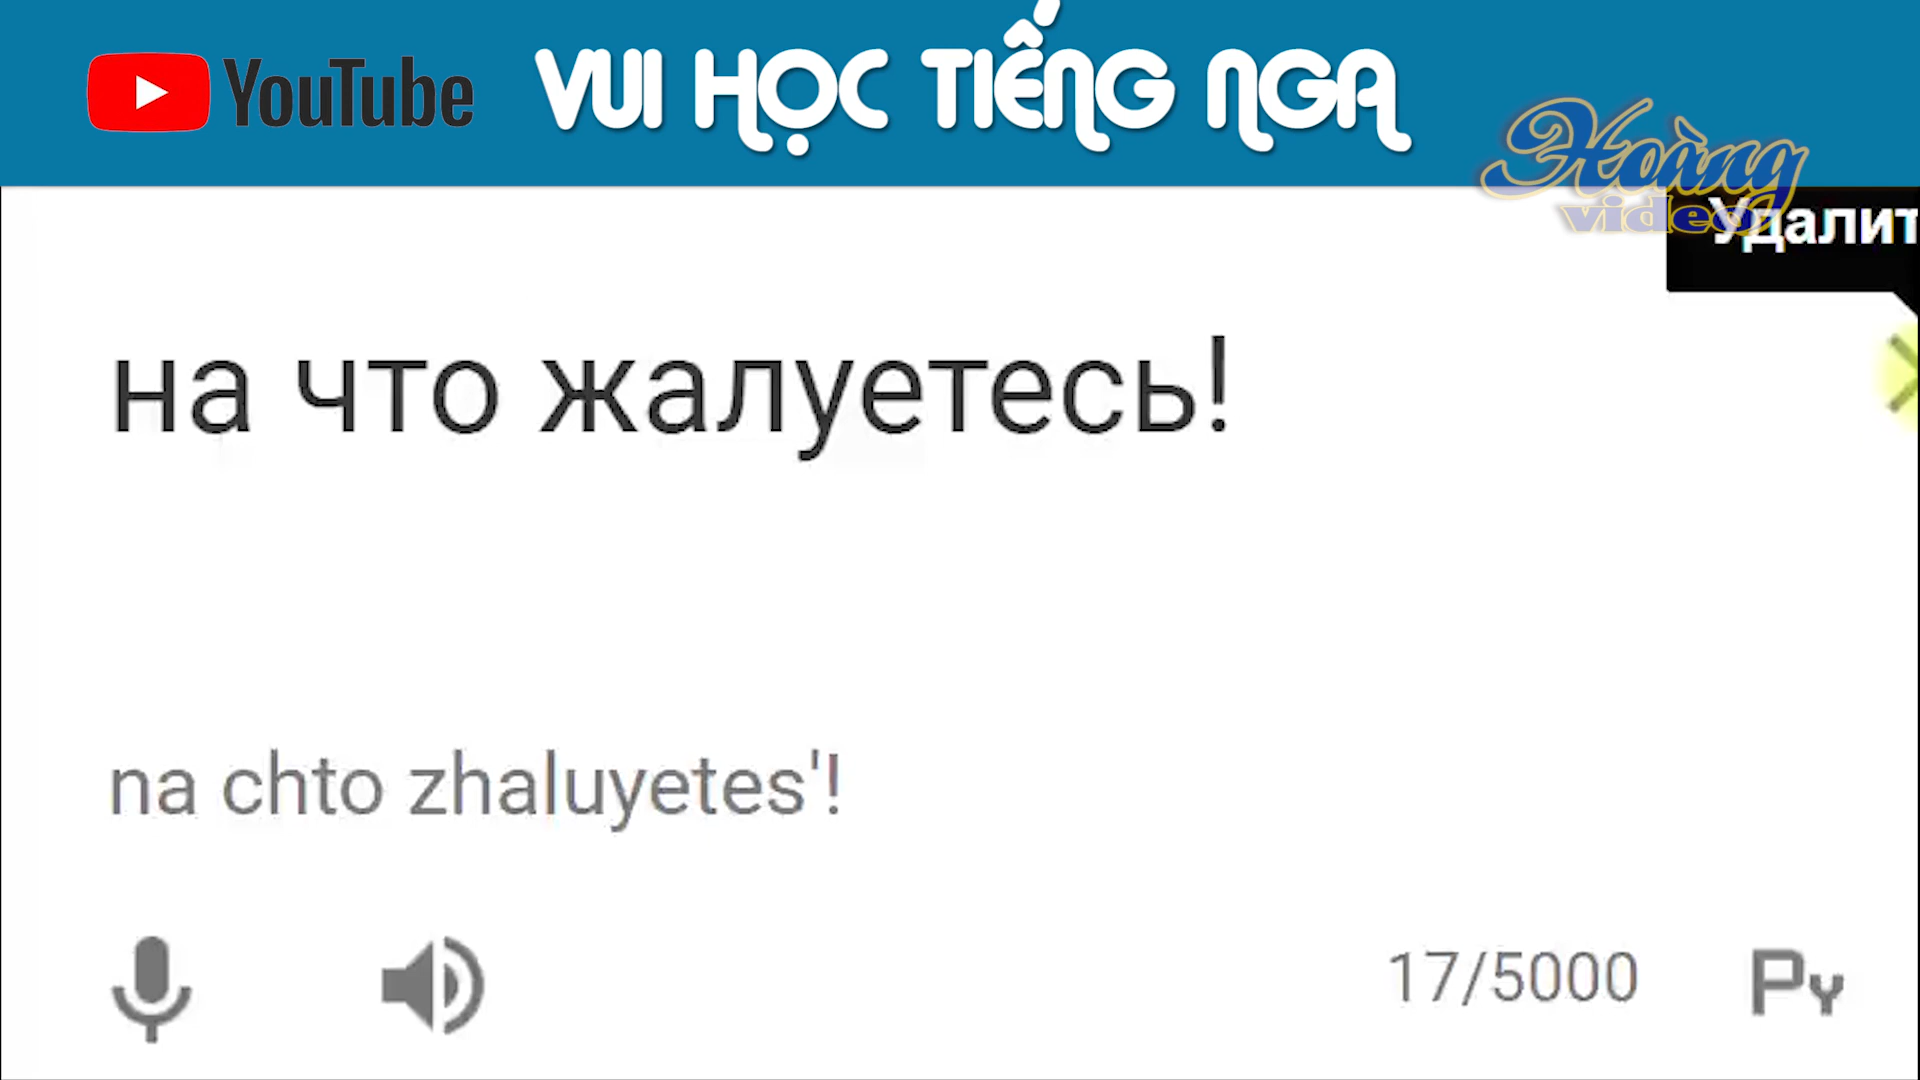 YouTube VUI HỌC TIẾNG NGA
Hoàng
video
Удалит
на что жалуетесь!
na chto zhaluyetes'!
17/5000 Ру